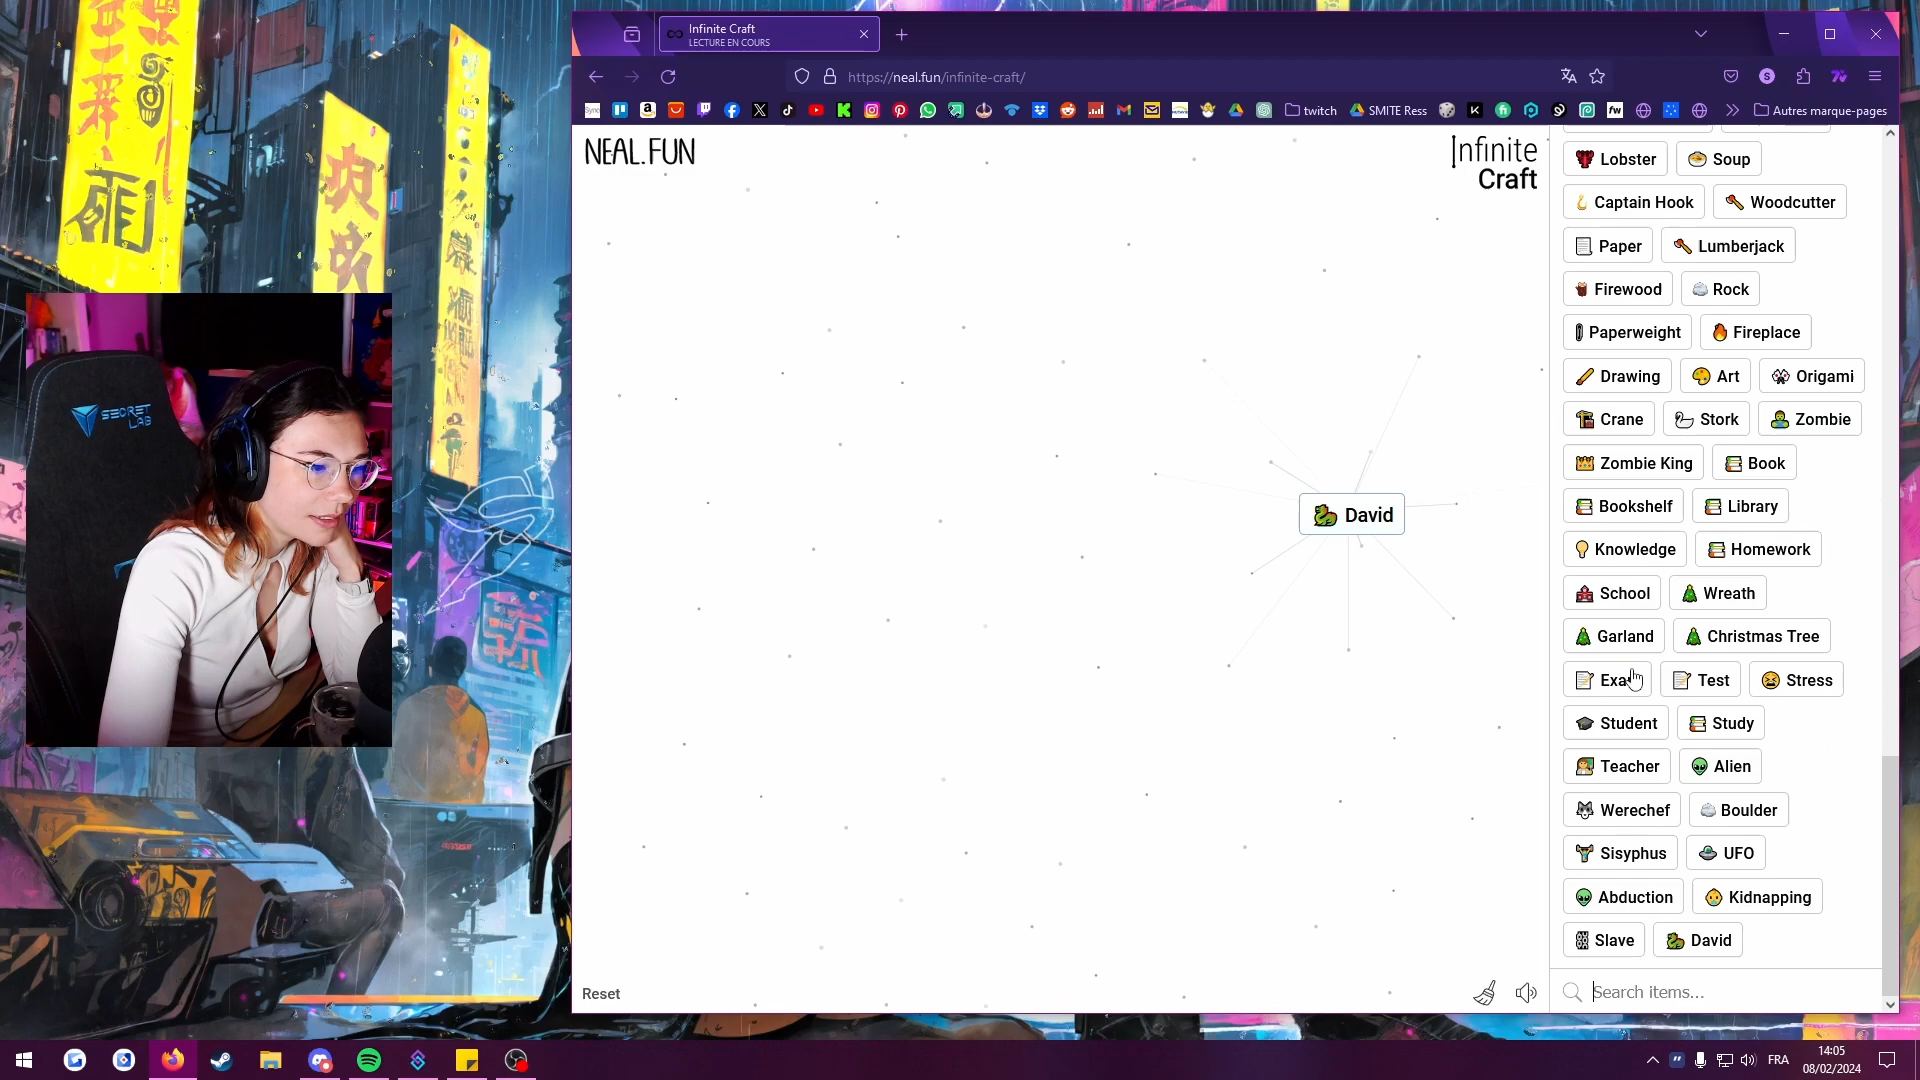 Infinite Craft
LECTURE EN COURS
https://neal.fun/infinite-craft/
twitch
SMITE Ress
Autres marque-pages
NEAL.FUN
Infinite
Craft
Lobster
Soup
Captain Hook
Woodcutter
Paper
Lumberjack
Firewood
Rock
Paperweight
Fireplace
Drawing
Art
Origami
Crane
Stork
Zombie
Zombie King
Book
Bookshelf
Library
Knowledge
Homework
School
Wreath
Garland
Christmas Tree
Test
Stress
Student
Study
Teacher
Alien
Werechef
Boulder
Sisyphus
UFO
Abduction
Kidnapping
Slave
David
David
Reset
Search items...
SECRET
LAB
FRA
14:05
08/02/2024